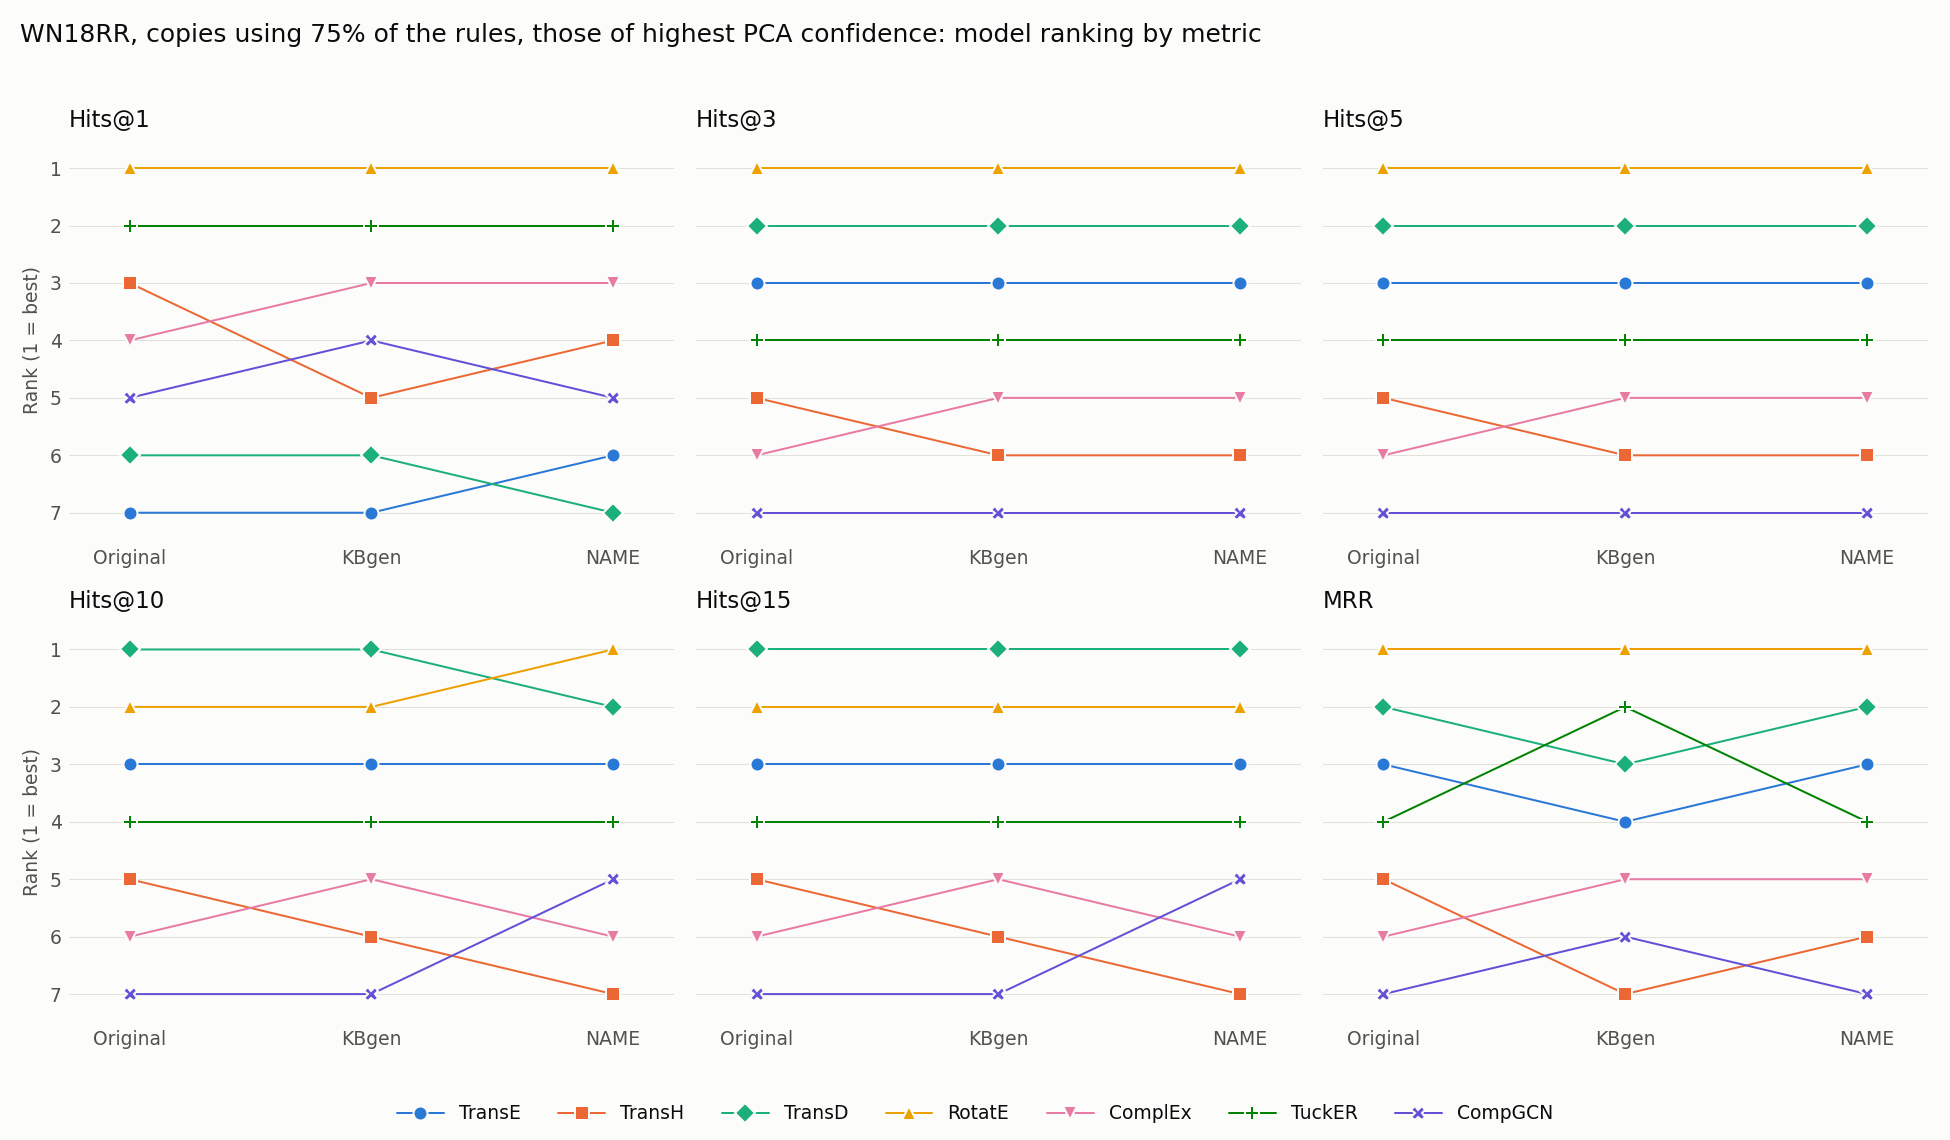 WN18RR, copies using 75% of the rules, those of highest PCA confidence: model ranking by metric
Hits@1
Hits@3
Hits@5
Rank (1 = best)
1
2
3
4
5
6
7
Original KBgen NAME
Original KBgen NAME
Original KBgen NAME
Hits@10
Hits@15
MRR
Rank (1 = best)
1
2
3
4
5
6
7
Original KBgen NAME
Original KBgen NAME
Original KBgen NAME
TransE TransH TransD RotatE ComplEx TuckER CompGCN